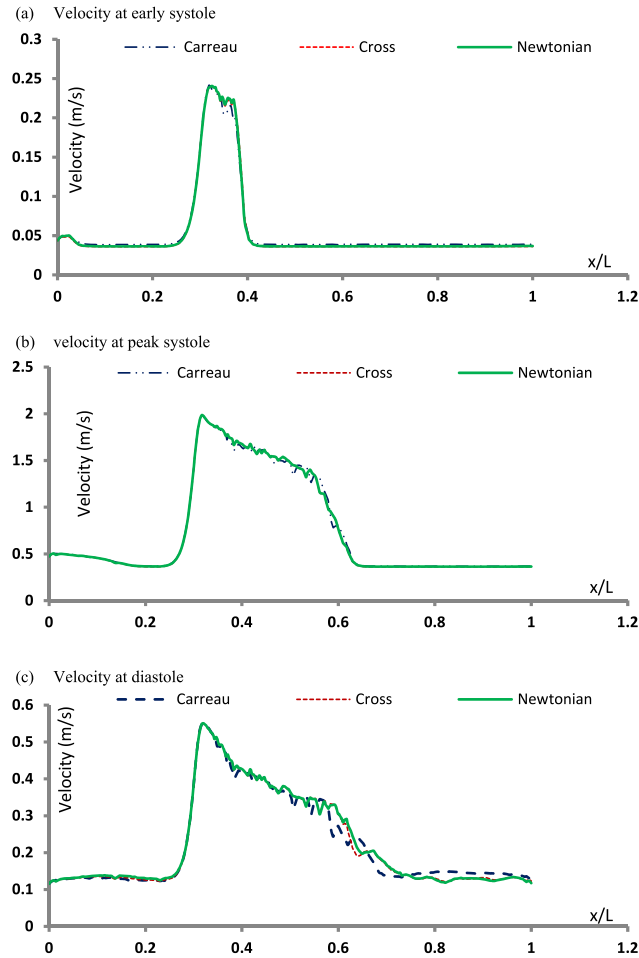 (a) Velocity at early systole
Carreau Cross Newtonian
Velocity (m/s)
0.3
0.25
0.2
0.15
0.1
0.05
0
x/L
0 0.2 0.4 0.6 0.8 1 1.2
(b) velocity at peak systole
Carreau Cross Newtonian
Velocity (m/s)
2.5
2
1.5
1
0.5
0
x/L
0 0.2 0.4 0.6 0.8 1 1.2
(c) Velocity at diastole
Carreau Cross Newtonian
Velocity (m/s)
0.6
0.5
0.4
0.3
0.2
0.1
0
x/L
0 0.2 0.4 0.6 0.8 1 1.2